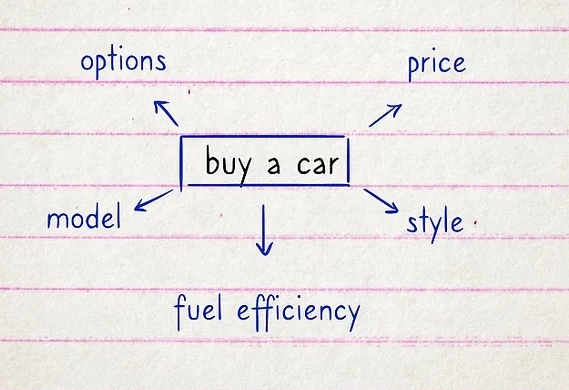 options
price
buy a car
model
style
fuel efficiency